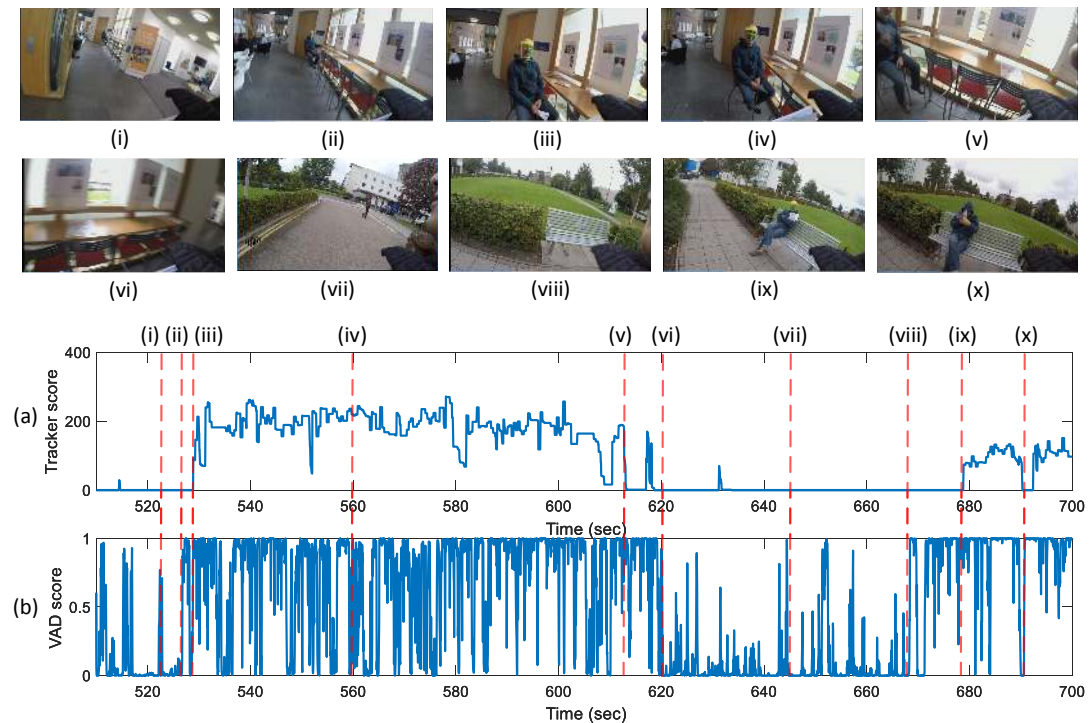 (i) (ii) (iii) (iv) (v)
(vi) (vii) (viii) (ix) (x)
(i) (ii) (iii) (iv) (v) (vi) (vii) (viii) (ix) (x)
(a)
Tracker score
400
200
0
520 540 560 580 600 620 640 660 680 700
Time (sec)
(b)
VAD score
1
0.5
0
520 540 560 580 600 620 640 660 680 700
Time (sec)